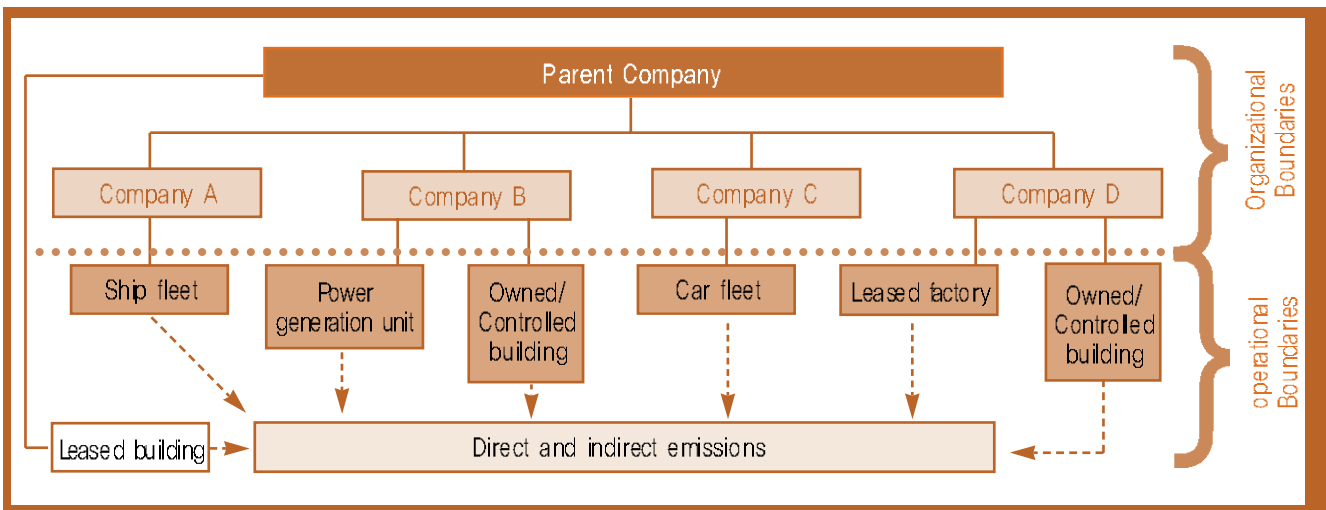 Parent Company
Organizational
Boundaries
Company A
Company B
Company C
Company D
Ship fleet
Power
generation unit
Owned/
Controlled
building
Car fleet
Leased factory
Owned/
Controlled
building
operational
Boundaries
Leased building
Direct and indirect emissions